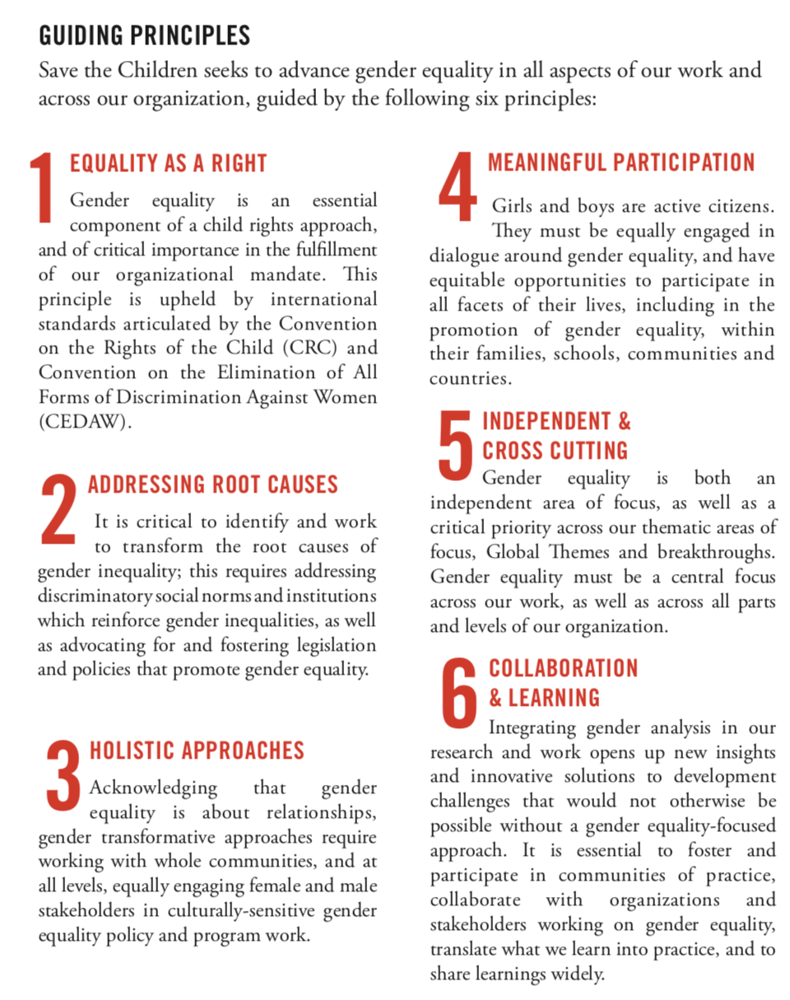 GUIDING PRINCIPLES
Save the Children seeks to advance gender equality in all aspects of our work and
across our organization, guided by the following six principles:
1 EQUALITY AS A RIGHT
Gender equality is an essential
component of a child rights approach,
and of critical importance in the fulfillment
of our organizational mandate. This
principle is upheld by international
standards articulated by the Convention
on the Rights of the Child (CRC) and
Convention on the Elimination of All
Forms of Discrimination Against Women
(CEDAW).
2 ADDRESSING ROOT CAUSES
It is critical to identify and work
to transform the root causes of
gender inequality; this requires addressing
discriminatory social norms and institutions
which reinforce gender inequalities, as well
as advocating for and fostering legislation
and policies that promote gender equality.
3 HOLISTIC APPROACHES
Acknowledging that gender
equality is about relationships,
gender transformative approaches require
working with whole communities, and at
all levels, equally engaging female and male
stakeholders in culturally-sensitive gender
equality policy and program work.
4 MEANINGFUL PARTICIPATION
Girls and boys are active citizens.
They must be equally engaged in
dialogue around gender equality, and have
equitable opportunities to participate in
all facets of their lives, including in the
promotion of gender equality, within
their families, schools, communities and
countries.
5 INDEPENDENT &
CROSS CUTTING
Gender equality is both an
independent area of focus, as well as a
critical priority across our thematic areas of
focus, Global Themes and breakthroughs.
Gender equality must be a central focus
across our work, as well as across all parts
and levels of our organization.
6 COLLABORATION
& LEARNING
Integrating gender analysis in our
research and work opens up new insights
and innovative solutions to development
challenges that would not otherwise be
possible without a gender equality-focused
approach. It is essential to foster and
participate in communities of practice,
collaborate with organizations and
stakeholders working on gender equality,
translate what we learn into practice, and to
share learnings widely.